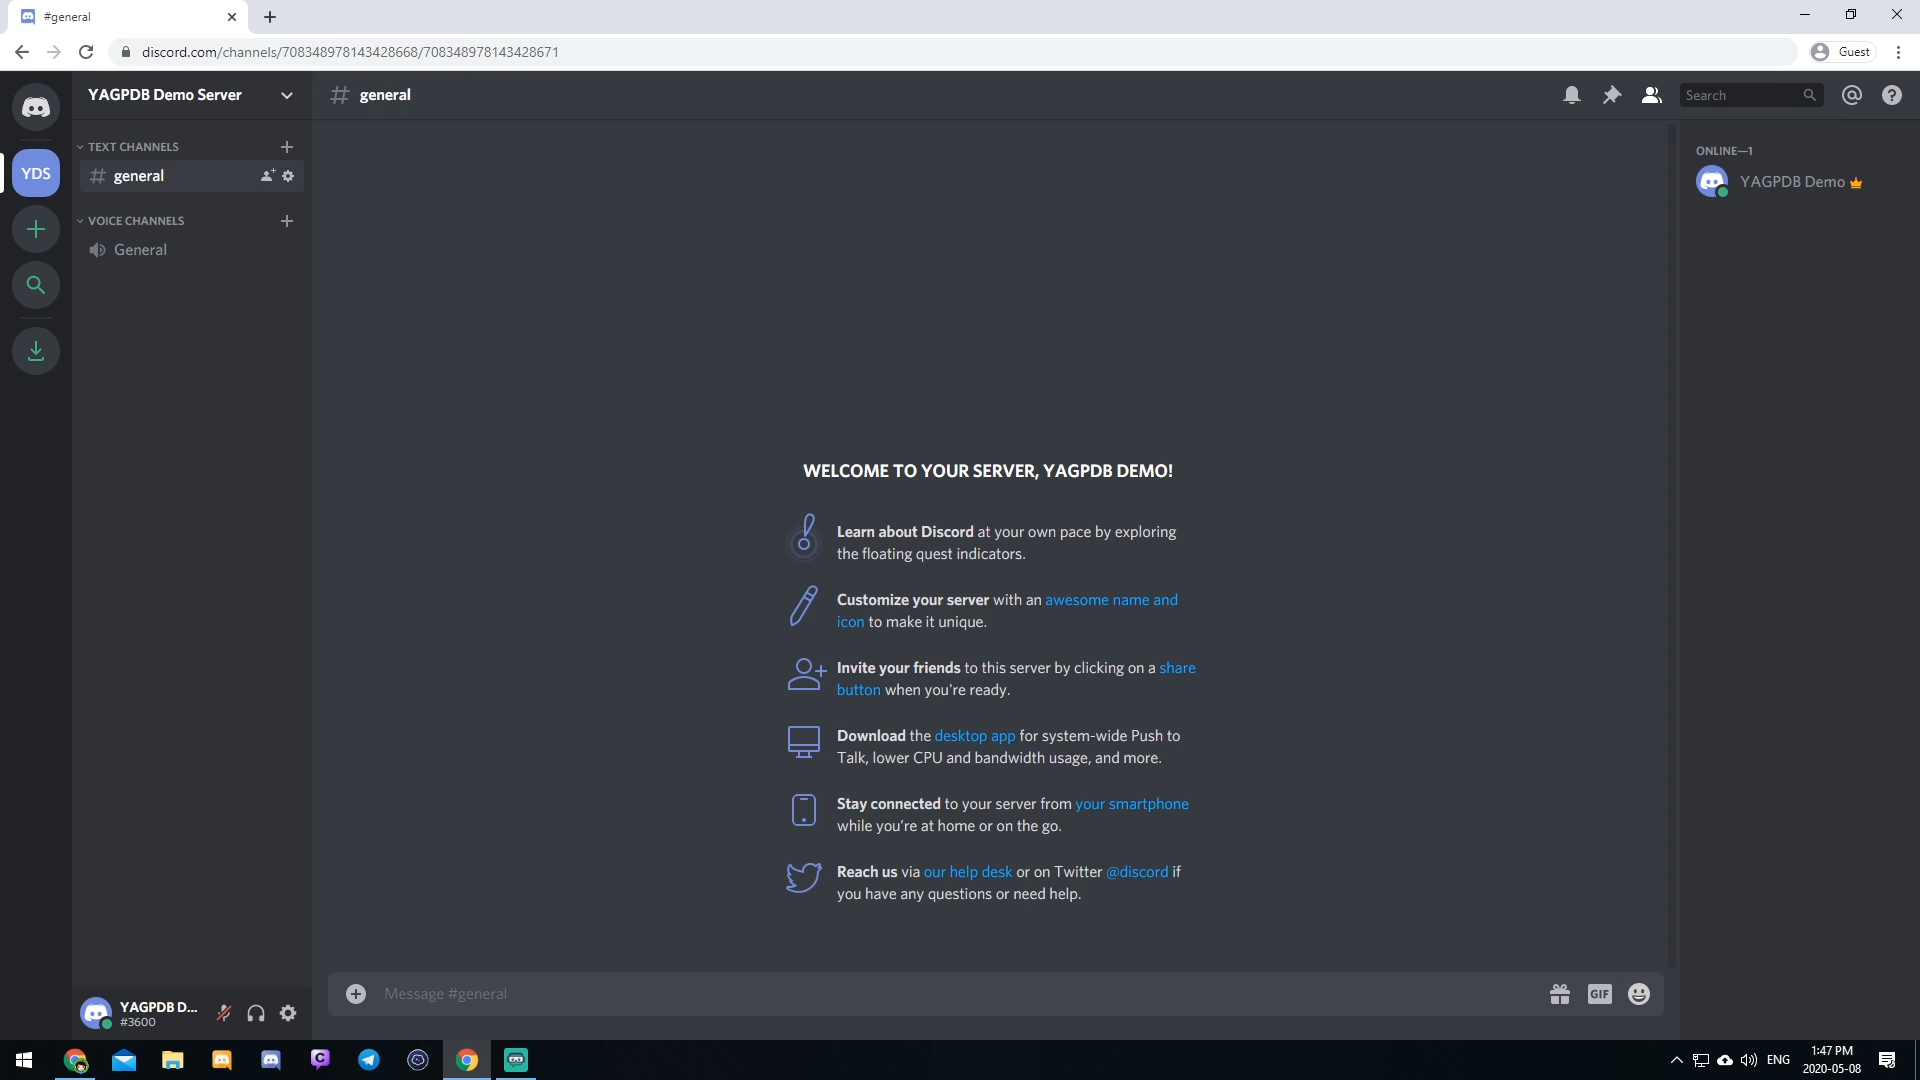 #general
discord.com/channels/708348978143428668/708348978143428671
Guest
YAGPDB Demo Server
general
Search
TEXT CHANNELS
general
VOICE CHANNELS
General
YDS
ONLINE—1
YAGPDB Demo
WELCOME TO YOUR SERVER, YAGPDB DEMO!
Learn about Discord at your own pace by exploring
the floating quest indicators.
Customize your server with an awesome name and
icon to make it unique.
Invite your friends to this server by clicking on a share
button when you're ready.
Download the desktop app for system-wide Push to
Talk, lower CPU and bandwidth usage, and more.
Stay connected to your server from your smartphone
while you're at home or on the go.
Reach us via our help desk or on Twitter @discord if
you have any questions or need help.
Message #general
GIF
YAGPDB D...
#3600
ENG
1:47 PM
2020-05-08